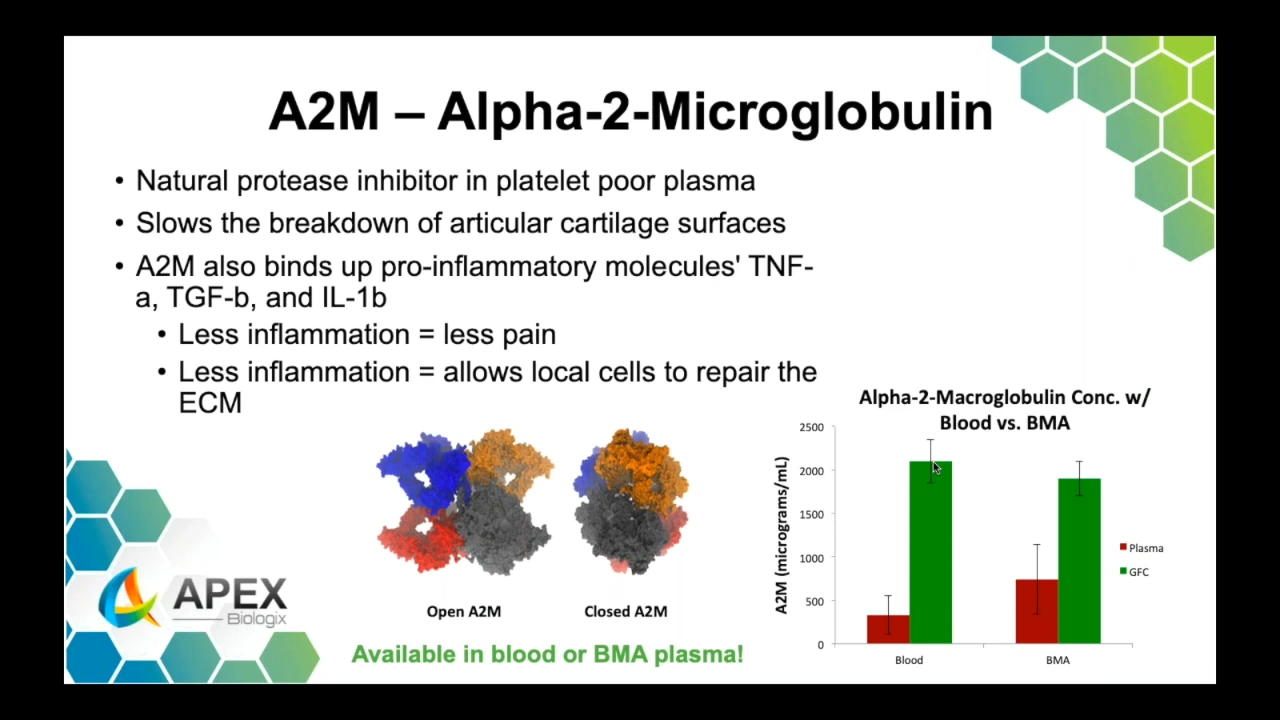 A2M – Alpha-2-Microglobulin
• Natural protease inhibitor in platelet poor plasma
• Slows the breakdown of articular cartilage surfaces
• A2M also binds up pro-inflammatory molecules' TNF-
a, TGF-b, and IL-1b
• Less inflammation = less pain
• Less inflammation = allows local cells to repair the
ECM
Open A2M
Closed A2M
Available in blood or BMA plasma!
APEX
Biologix
Alpha-2-Macroglobulin Conc. w/
Blood vs. BMA
A2M (micrograms/mL)
2500
2000
1500
1000
500
0
Blood
BMA
Plasma
GFC